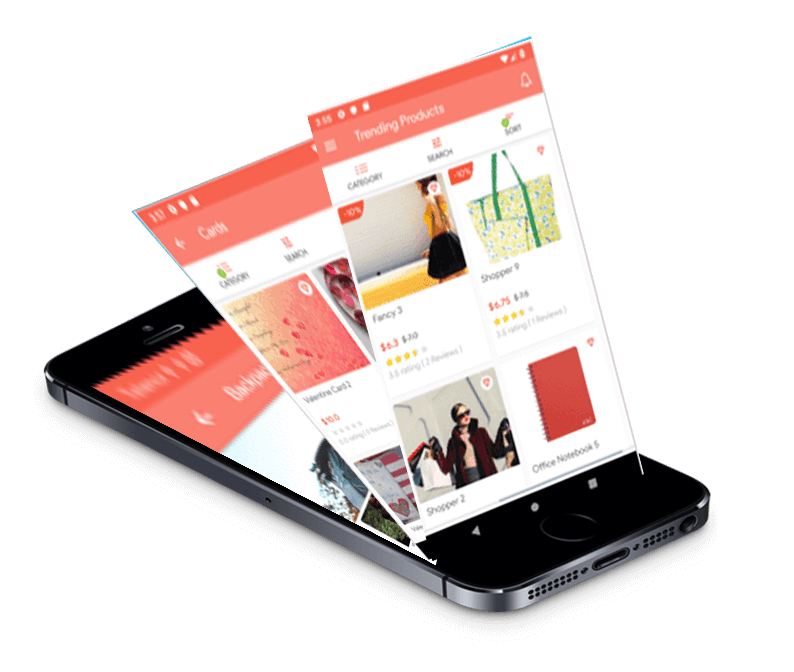 3:55
Trending Products
CATEGORY
SEARCH
SORT
-10%
-10%
Fancy 3
$6.3 $7.0
3.5 rating ( 2 Reviews )
Shopper 9
$6.75 $7.5
3.5 rating ( 1 Reviews )
Shopper 2
Office Notebook 5
3:57
Cards
CATEGORY
SEARCH
Valentine Card 2
$10.0
0.0 rating ( 0 Reviews )